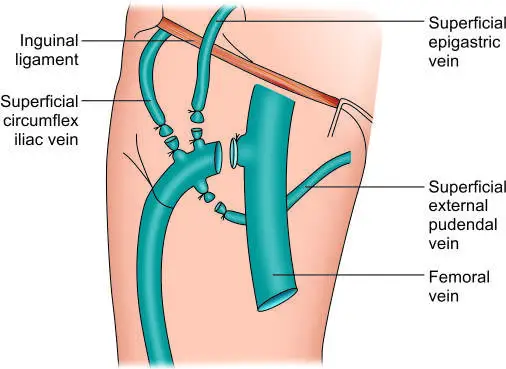 Inguinal
ligament
Superficial
circumflex
iliac vein
Superficial
epigastric
vein
Superficial
external
pudendal
vein
Femoral
vein